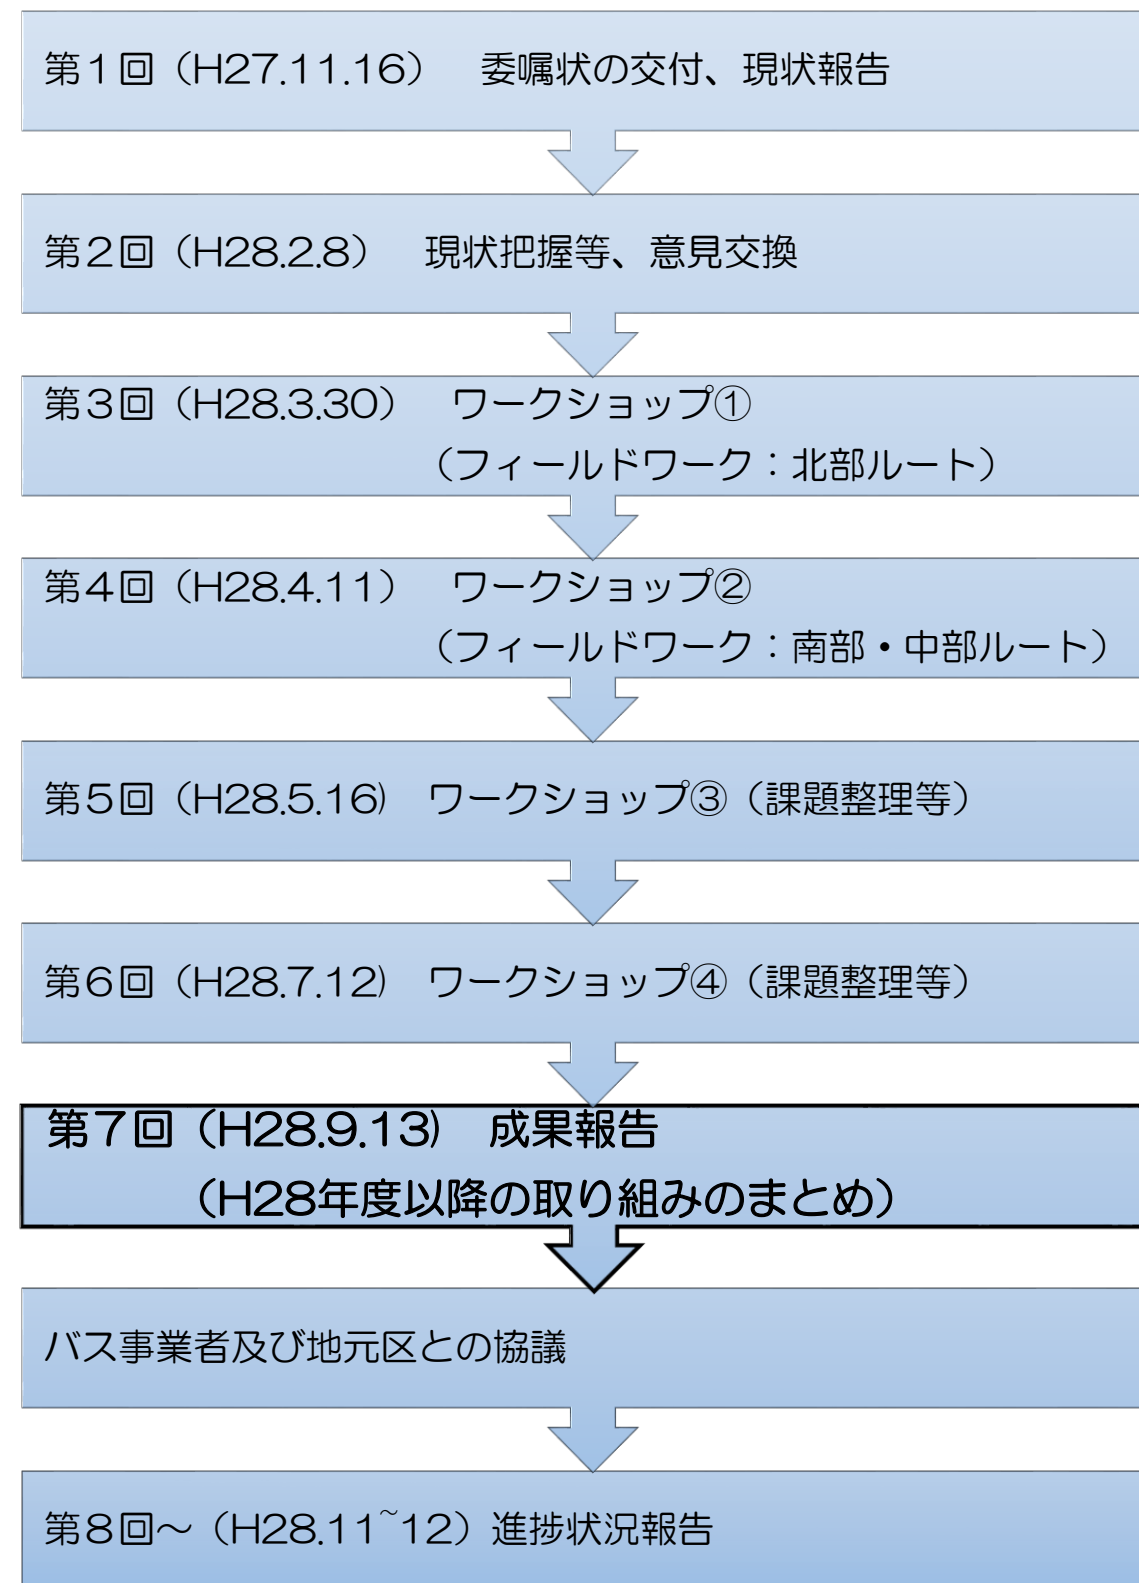 第１回（H27.11.16）　委嘱状の交付、現状報告
第２回（H28.2.8）　現状把握等、意見交換
第３回（H28.3.30）　ワークショップ①
（フィールドワーク：北部ルート）
第４回（H28.4.11）　ワークショップ②
（フィールドワーク：南部・中部ルート）
第５回（H28.5.16)　ワークショップ③（課題整理等）
第６回（H28.7.12)　ワークショップ④（課題整理等）
第７回（H28.9.13)　成果報告
（H28年度以降の取り組みのまとめ）
バス事業者及び地元区との協議
第８回～（H28.11~12）進捗状況報告